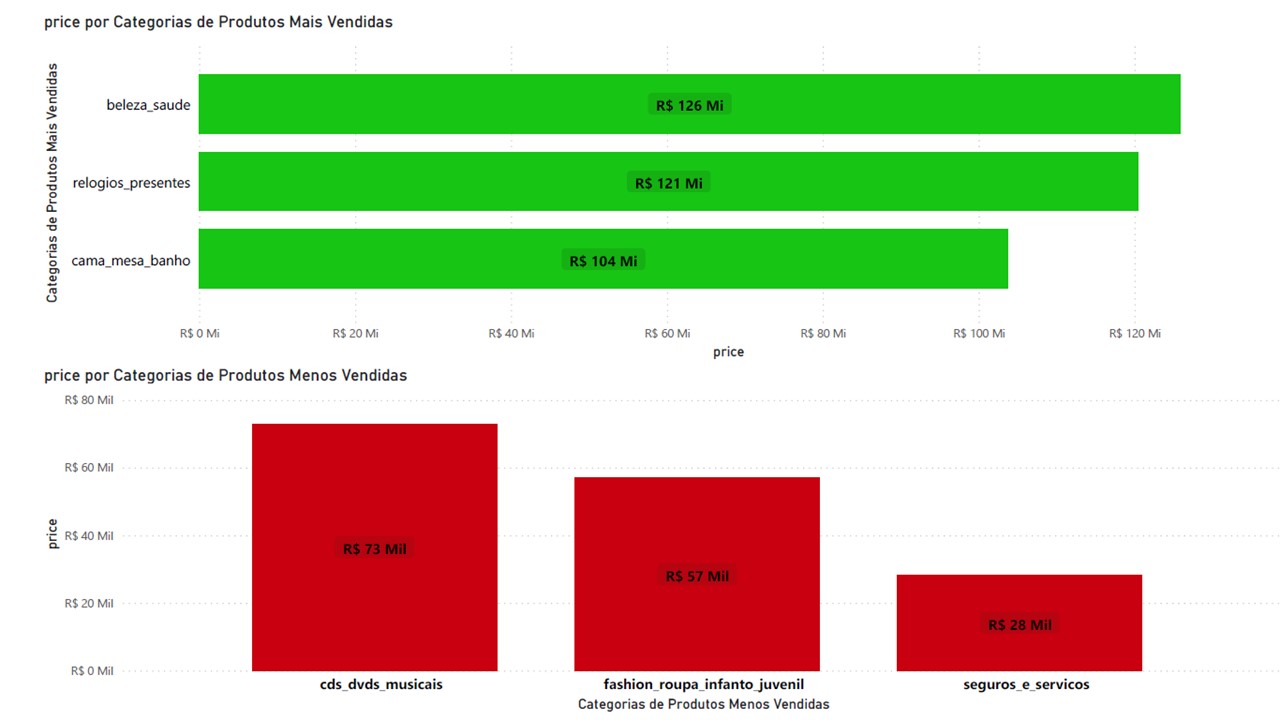 price por Categorias de Produtos Mais Vendidas
Categorias de Produtos Mais Vendidas
beleza_saude
R$ 126 Mi
relogios_presentes
R$ 121 Mi
cama_mesa_banho
R$ 104 Mi
R$ 0 Mi R$ 20 Mi R$ 40 Mi R$ 60 Mi R$ 80 Mi R$ 100 Mi R$ 120 Mi
price
price por Categorias de Produtos Menos Vendidas
price
R$ 80 Mil
R$ 60 Mil
R$ 40 Mil
R$ 20 Mil
R$ 0 Mil
R$ 73 Mil
R$ 57 Mil
R$ 28 Mil
cds_dvds_musicais fashion_roupa_infanto_juvenil seguros_e_servicos
Categorias de Produtos Menos Vendidas